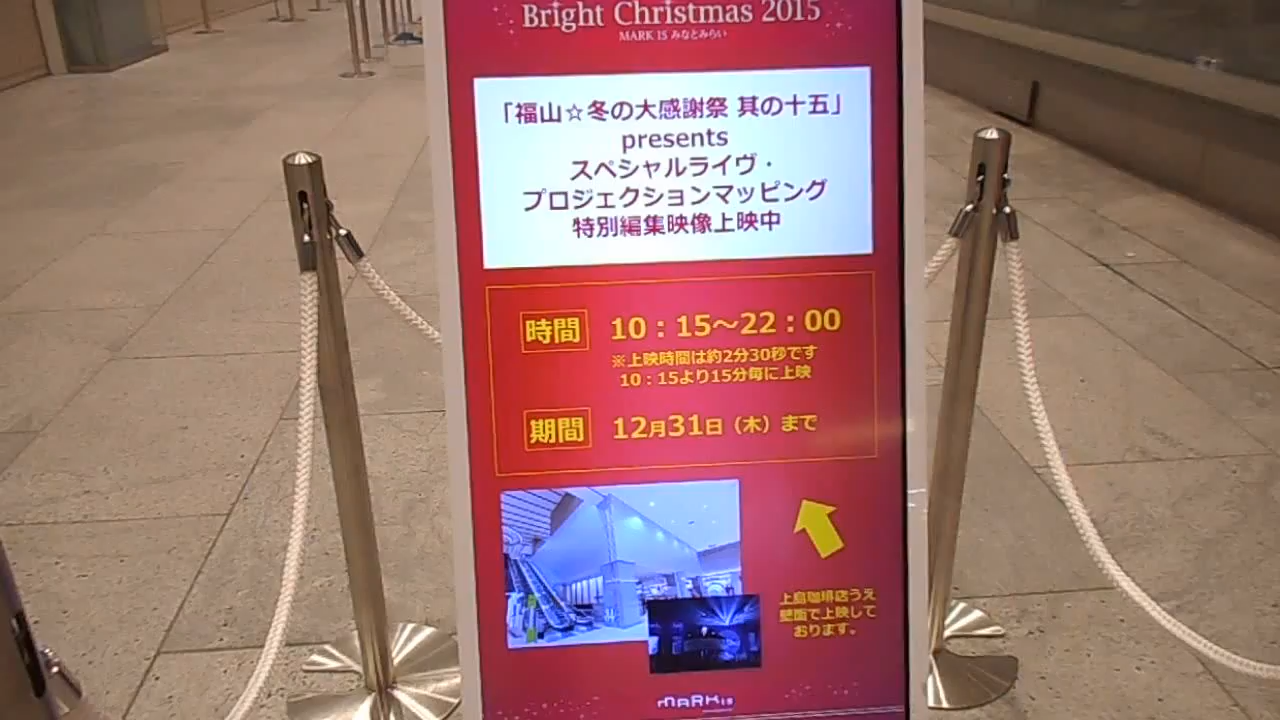 Bright Christmas 2015
MARK IS みなとみらい
「福山☆冬の大感謝祭 其の十五」
presents
スペシャルライヴ・
プロジェクションマッピング
特別編集映像上映中
時間 10:15～22:00
※上映時間は約2分30秒です
10:15より15分毎に上映
期間 12月31日（木）まで
上島珈琲店うえ
壁面で上映して
おります。
MARK IS